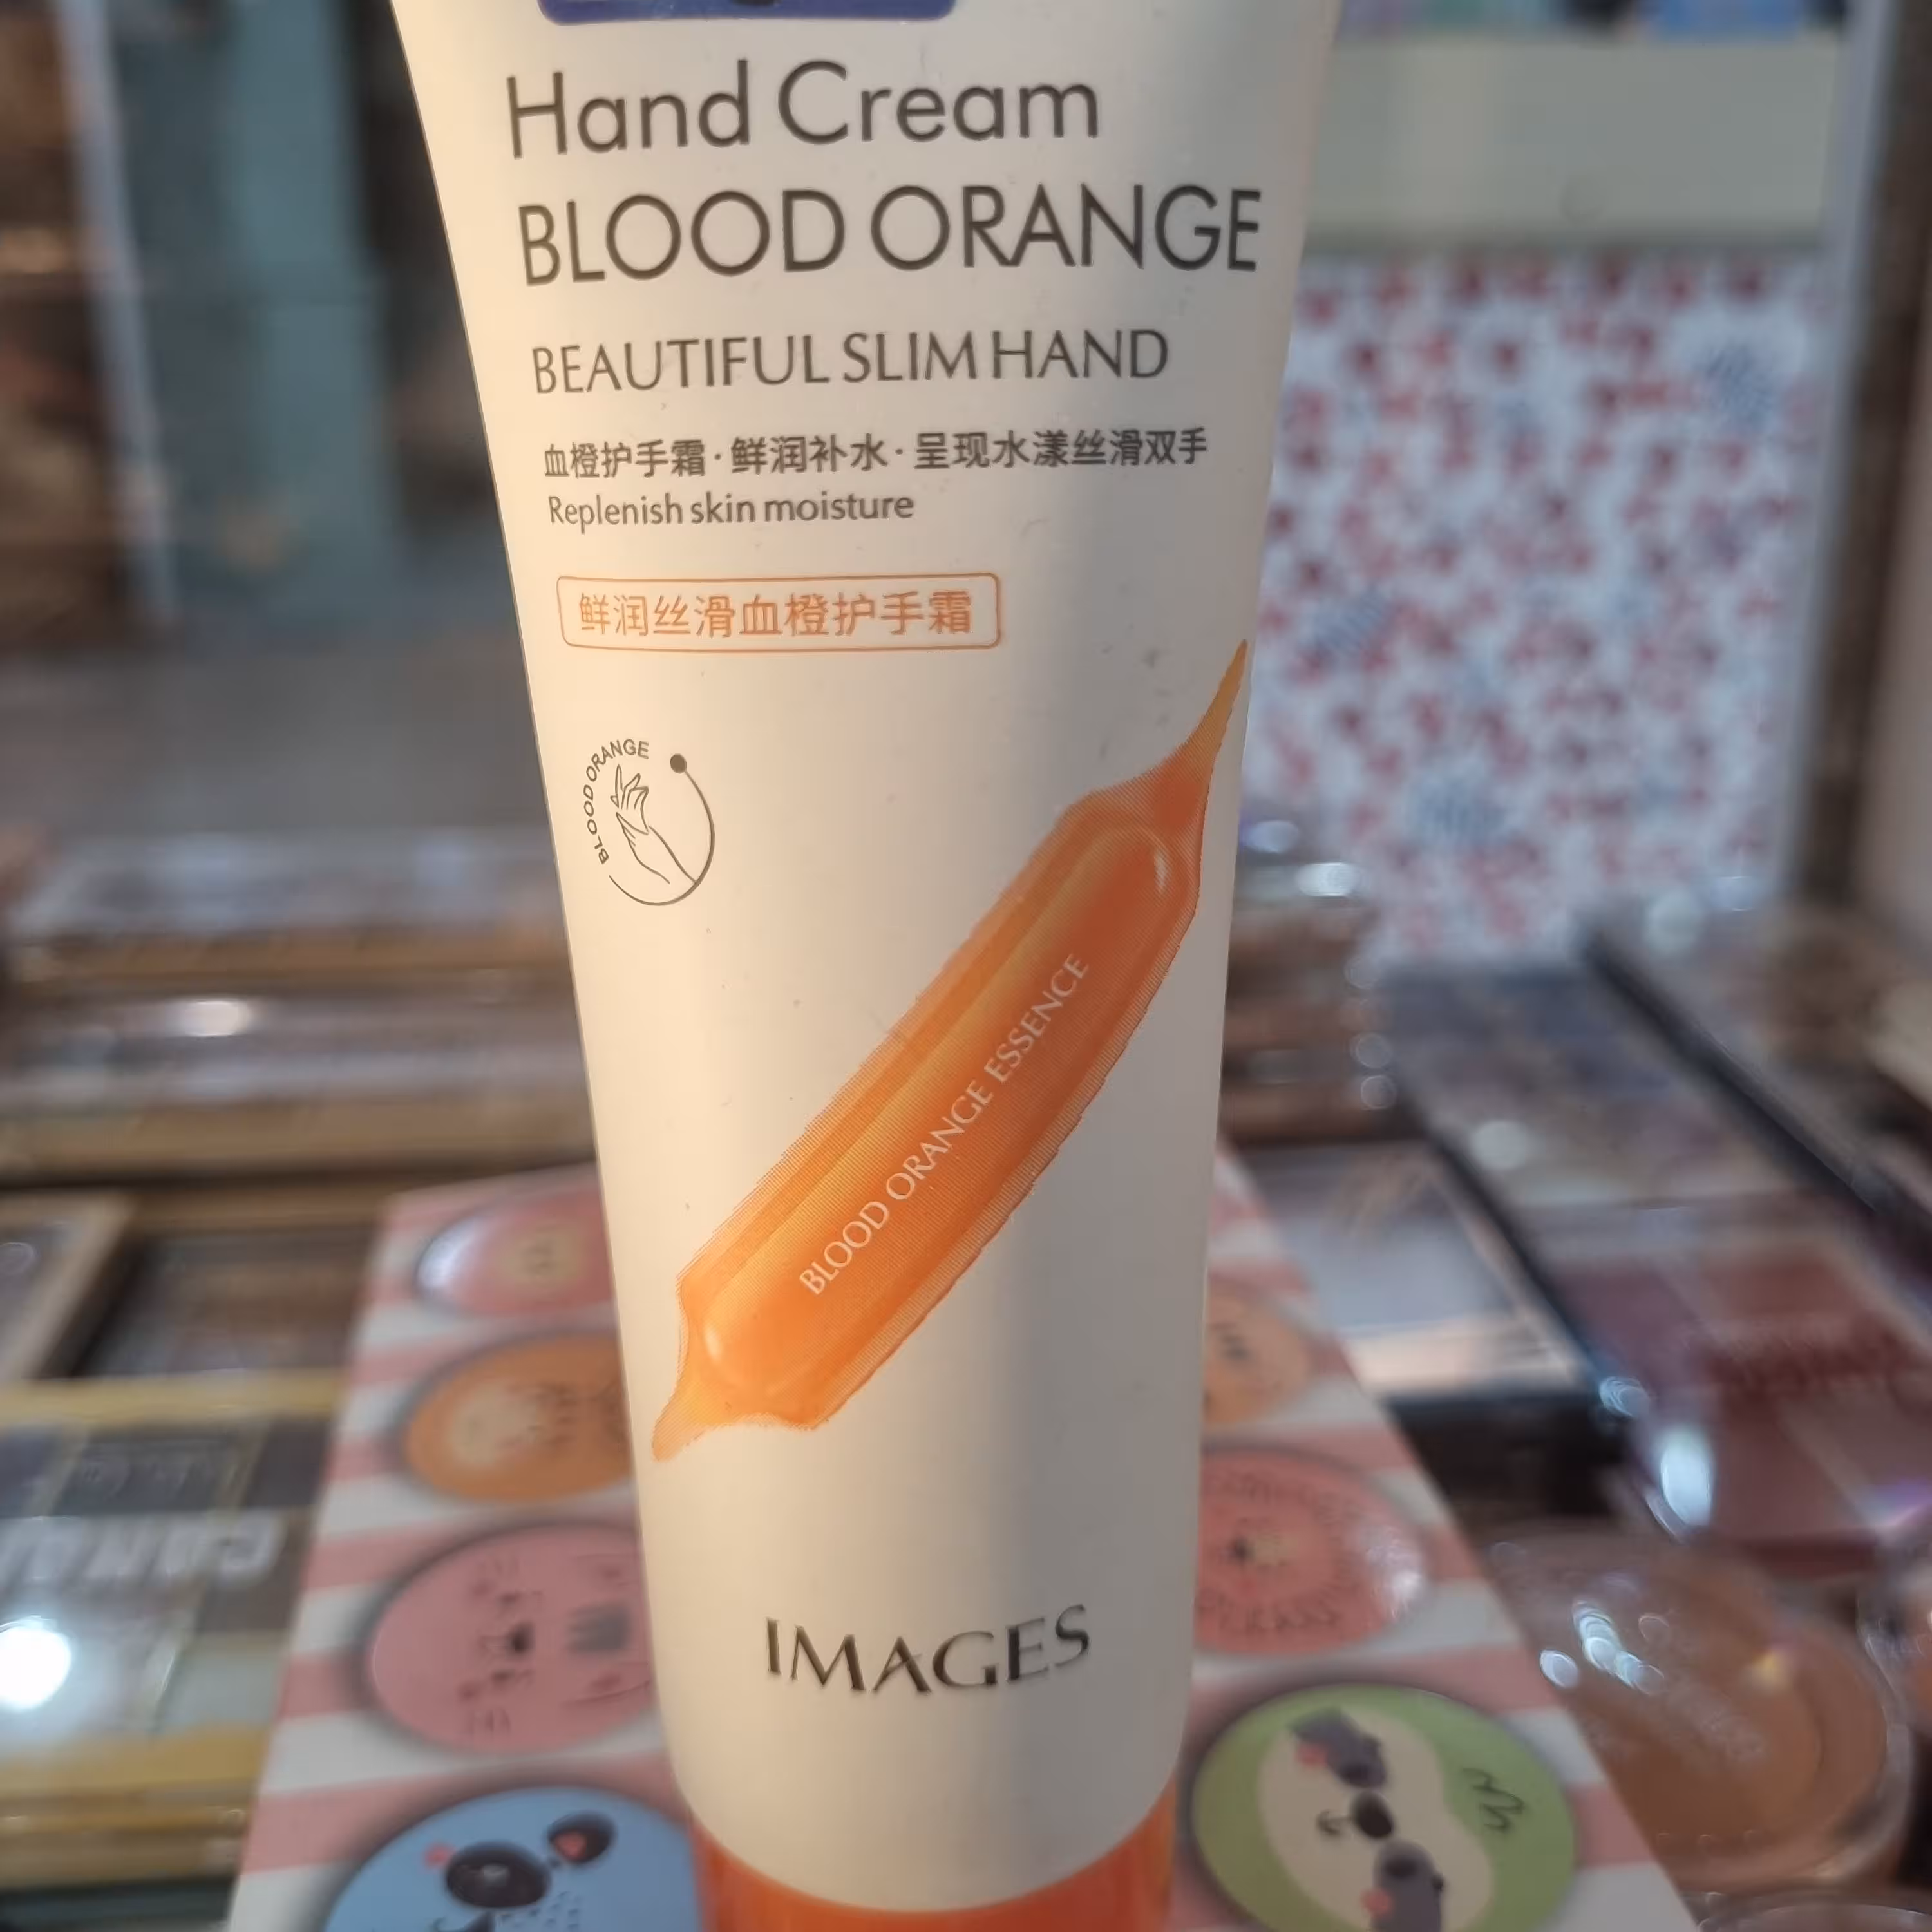 Hand Cream
BLOOD ORANGE
BEAUTIFUL SLIM HAND
血橙护手霜·鲜润补水·呈现水漾丝滑双手
Replenish skin moisture
鲜润丝滑血橙护手霜
BLOOD ORANGE
BLOOD ORANGE ESSENCE
IMAGES